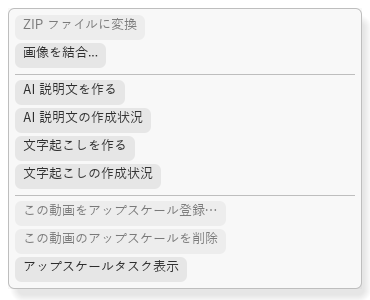 ZIP ファイルに変換
画像を結合...
AI 説明文を作る
AI 説明文の作成状況
文字起こしを作る
文字起こしの作成状況
この動画をアップスケール登録…
この動画のアップスケールを削除
アップスケールタスク表示